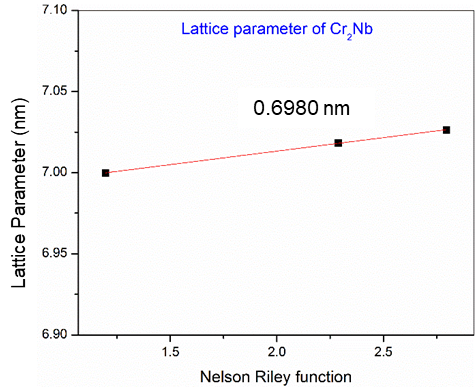 Lattice parameter of Cr₂Nb
0.6980 nm
Lattice Parameter (nm)
7.10
7.05
7.00
6.95
6.90
1.5
2.0
2.5
Nelson Riley function